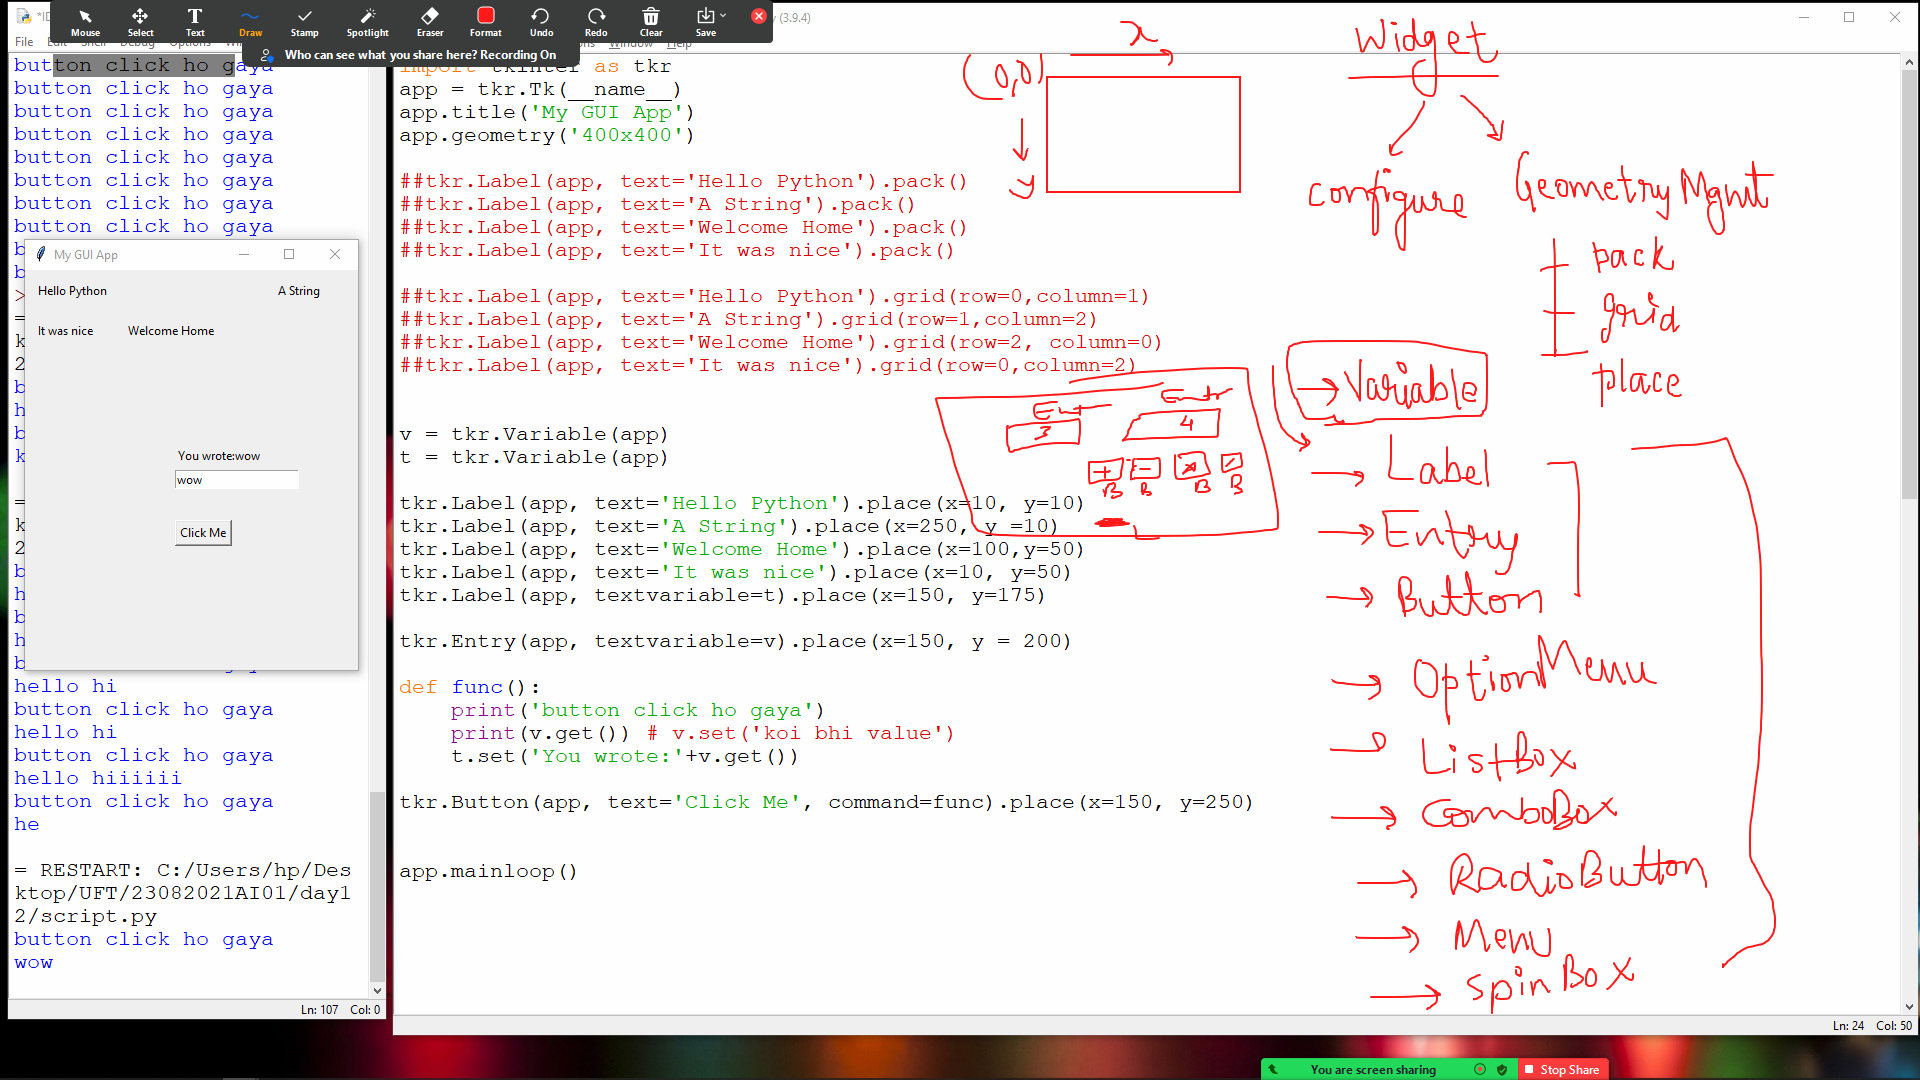 Mouse Select Text Draw Stamp Spotlight Eraser Format Undo Redo Clear Save
(3.9.4)
Who can see what you share here? Recording On
File
button click ho gaya
button click ho gaya
button click ho gaya
button click ho gaya
button click ho gaya
button click ho gaya
button click ho gaya
button click ho gaya
My GUI App
Hello Python A String
It was nice Welcome Home
You wrote:wow
wow
Click Me
hello hi
button click ho gaya
hello hi
button click ho gaya
hello hiiiiii
button click ho gaya
he
= RESTART: C:/Users/hp/Des
ktop/UFT/23082021AI01/day1
2/script.py
button click ho gaya
wow
Ln: 107 Col: 0
import tkinter as tkr
app = tkr.Tk(__name__)
app.title('My GUI App')
app.geometry('400x400')
##tkr.Label(app, text='Hello Python').pack()
##tkr.Label(app, text='A String').pack()
##tkr.Label(app, text='Welcome Home').pack()
##tkr.Label(app, text='It was nice').pack()
##tkr.Label(app, text='Hello Python').grid(row=0,column=1)
##tkr.Label(app, text='A String').grid(row=1,column=2)
##tkr.Label(app, text='Welcome Home').grid(row=2, column=0)
##tkr.Label(app, text='It was nice').grid(row=0,column=2)
v = tkr.Variable(app)
t = tkr.Variable(app)
tkr.Label(app, text='Hello Python').place(x=10, y=10)
tkr.Label(app, text='A String').place(x=250, y =10)
tkr.Label(app, text='Welcome Home').place(x=100,y=50)
tkr.Label(app, text='It was nice').place(x=10, y=50)
tkr.Label(app, textvariable=t).place(x=150, y=175)
tkr.Entry(app, textvariable=v).place(x=150, y = 200)
def func():
print('button click ho gaya')
print(v.get()) # v.set('koi bhi value')
t.set('You wrote:'+v.get())
tkr.Button(app, text='Click Me', command=func).place(x=150, y=250)
app.mainloop()
x
(0,0)
y
3 4
+ - × /
B B B B
Widget
configure GeometryMgmt
pack
grid
place
Variable
Label
Entry
Button
OptionMenu
ListBox
ComboBox
RadioButton
Menu
SpinBox
Ln: 24 Col: 50
You are screen sharing Stop Share